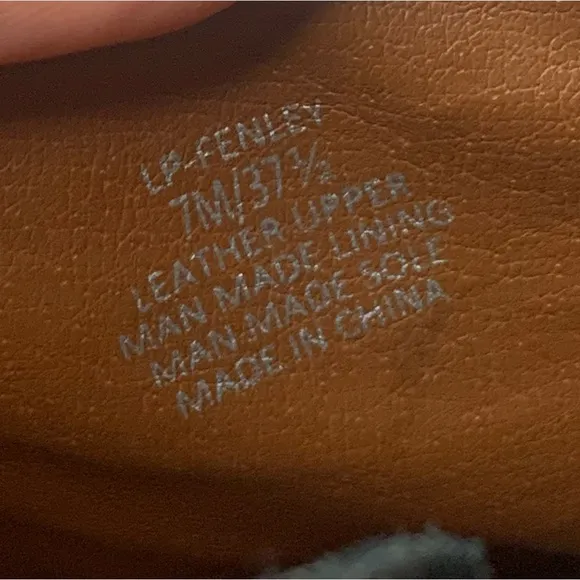 LP-FENLEY
7M/37½
LEATHER UPPER
MAN MADE LINING
MAN MADE SOLE
MADE IN CHINA